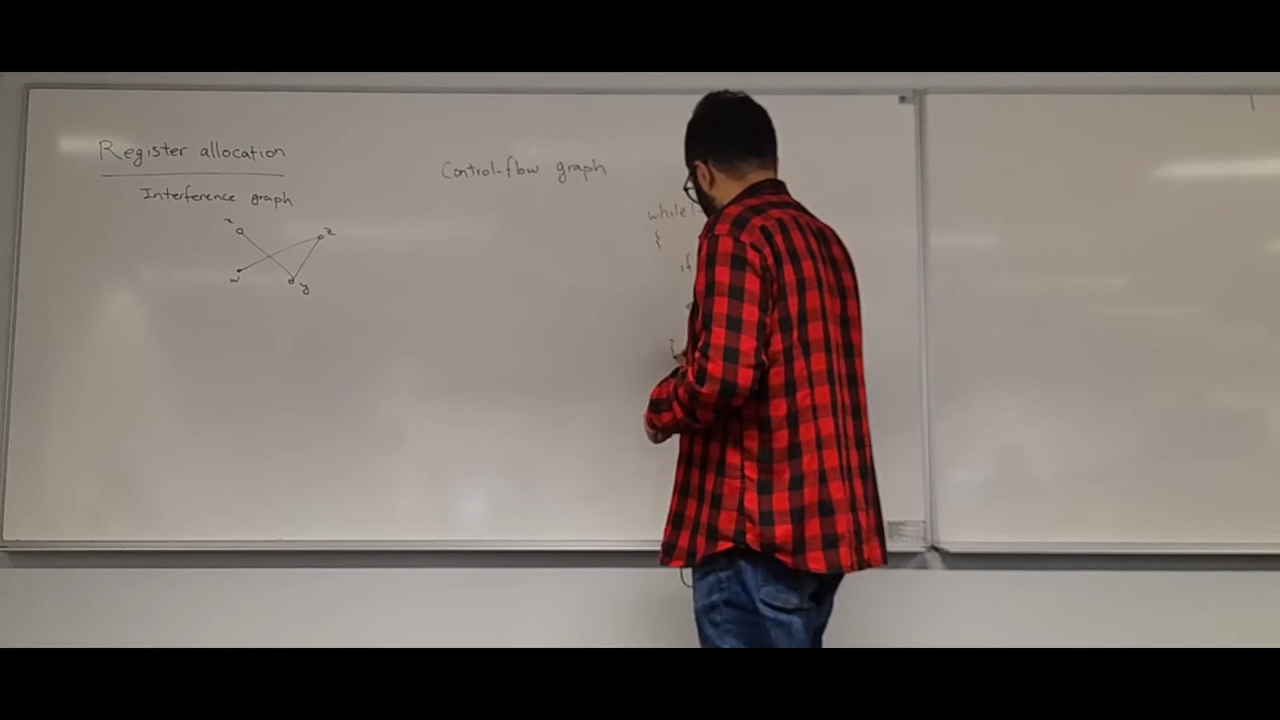 Register allocation
Interference graph
x
z
w
y
Control-flow graph
while(
{
if
}